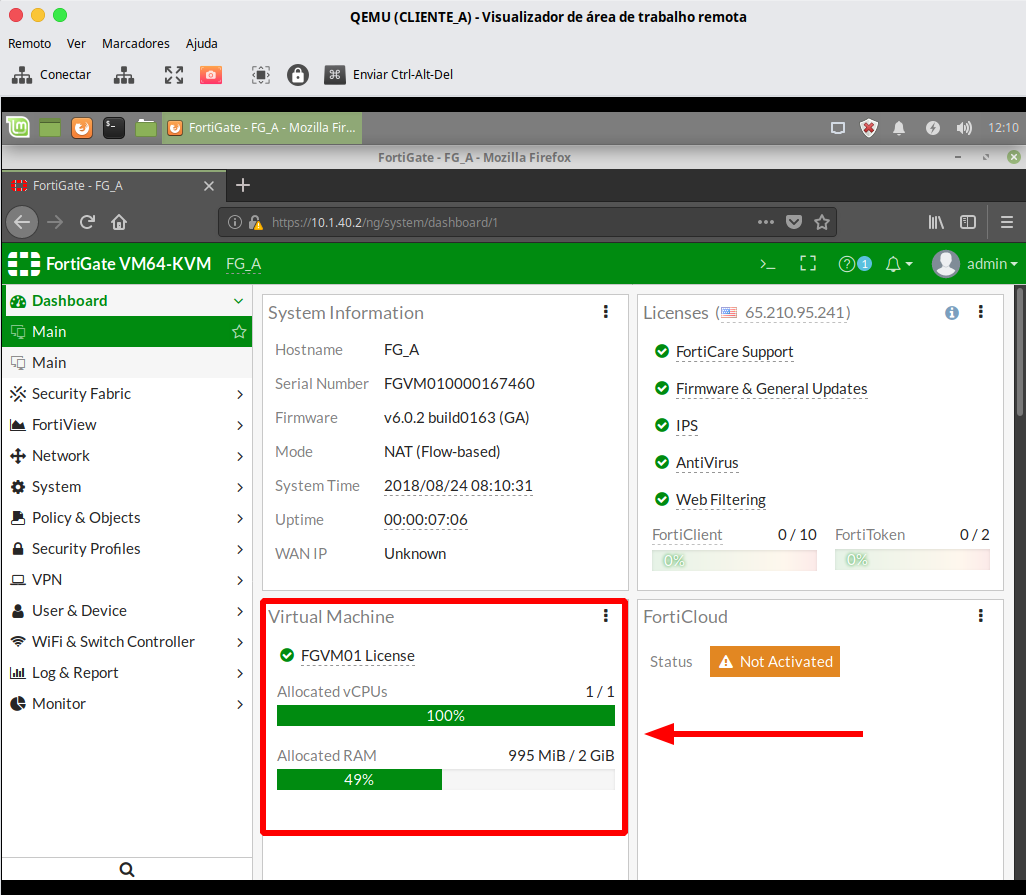 QEMU (CLIENTE_A) - Visualizador de área de trabalho remota
Remoto Ver Marcadores Ajuda
Conectar Enviar Ctrl-Alt-Del
FortiGate - FG_A - Mozilla Fir... 12:10
FortiGate - FG_A - Mozilla Firefox
FortiGate - FG_A
https://10.1.40.2/ng/system/dashboard/1
FortiGate VM64-KVM FG_A 1 admin
Dashboard
Main
Main
Security Fabric
FortiView
Network
System
Policy & Objects
Security Profiles
VPN
User & Device
WiFi & Switch Controller
Log & Report
Monitor
System Information
Hostname FG_A
Serial Number FGVM010000167460
Firmware v6.0.2 build0163 (GA)
Mode NAT (Flow-based)
System Time 2018/08/24 08:10:31
Uptime 00:00:07:06
WAN IP Unknown
Licenses (65.210.95.241)
FortiCare Support
Firmware & General Updates
IPS
AntiVirus
Web Filtering
FortiClient 0 / 10 FortiToken 0 / 2
0% 0%
Virtual Machine
FGVM01 License
Allocated vCPUs 1 / 1
100%
Allocated RAM 995 MiB / 2 GiB
49%
FortiCloud
Status Not Activated